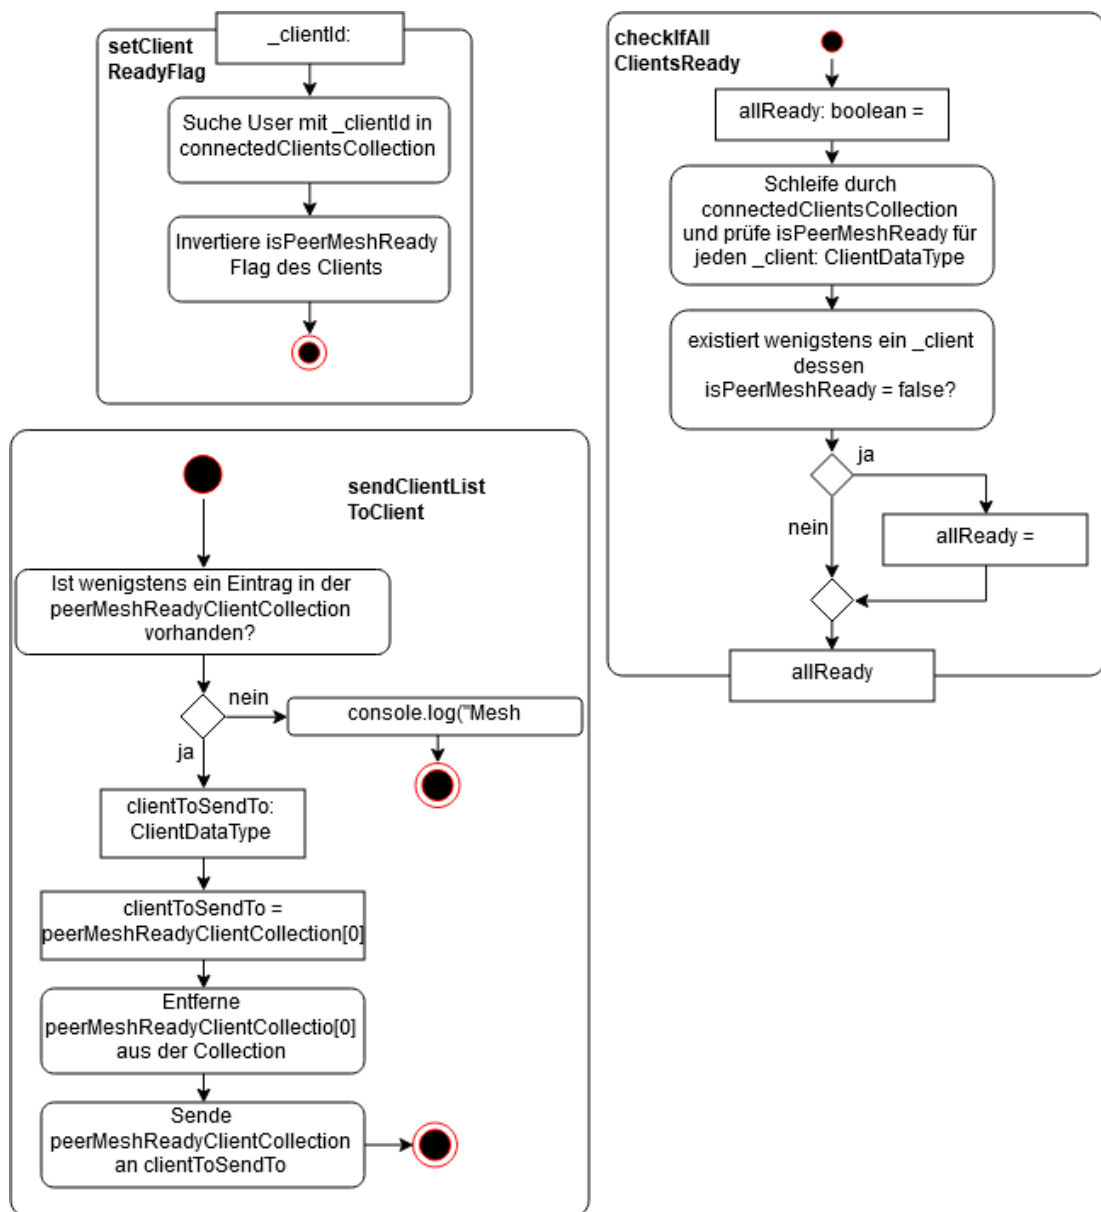 setClient
ReadyFlag
_clientId:
Suche User mit _clientId in
connectedClientsCollection
Invertiere isPeerMeshReady
Flag des Clients
checkIfAll
ClientsReady
allReady: boolean =
Schleife durch
connectedClientsCollection
und prüfe isPeerMeshReady für
jeden _client: ClientDataType
existiert wenigstens ein _client
dessen
isPeerMeshReady = false?
ja
nein
allReady =
allReady
sendClientList
ToClient
Ist wenigstens ein Eintrag in der
peerMeshReadyClientCollection
vorhanden?
nein
console.log("Mesh
ja
clientToSendTo:
ClientDataType
clientToSendTo =
peerMeshReadyClientCollection[0]
Entferne
peerMeshReadyClientCollectio[0]
aus der Collection
Sende
peerMeshReadyClientCollection
an clientToSendTo